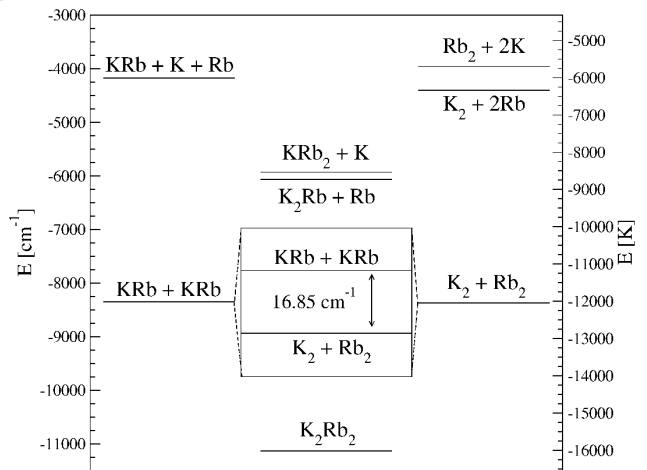 -3000
-4000
-5000
-6000
-7000
-8000
-9000
-10000
-11000
E [cm⁻¹]
KRb + K + Rb
KRb + KRb
KRb₂ + K
K₂Rb + Rb
KRb + KRb
16.85 cm⁻¹
K₂ + Rb₂
K₂Rb₂
Rb₂ + 2K
K₂ + 2Rb
K₂ + Rb₂
-5000
-6000
-7000
-8000
-9000
-10000
-11000
-12000
-13000
-14000
-15000
-16000
E [K]